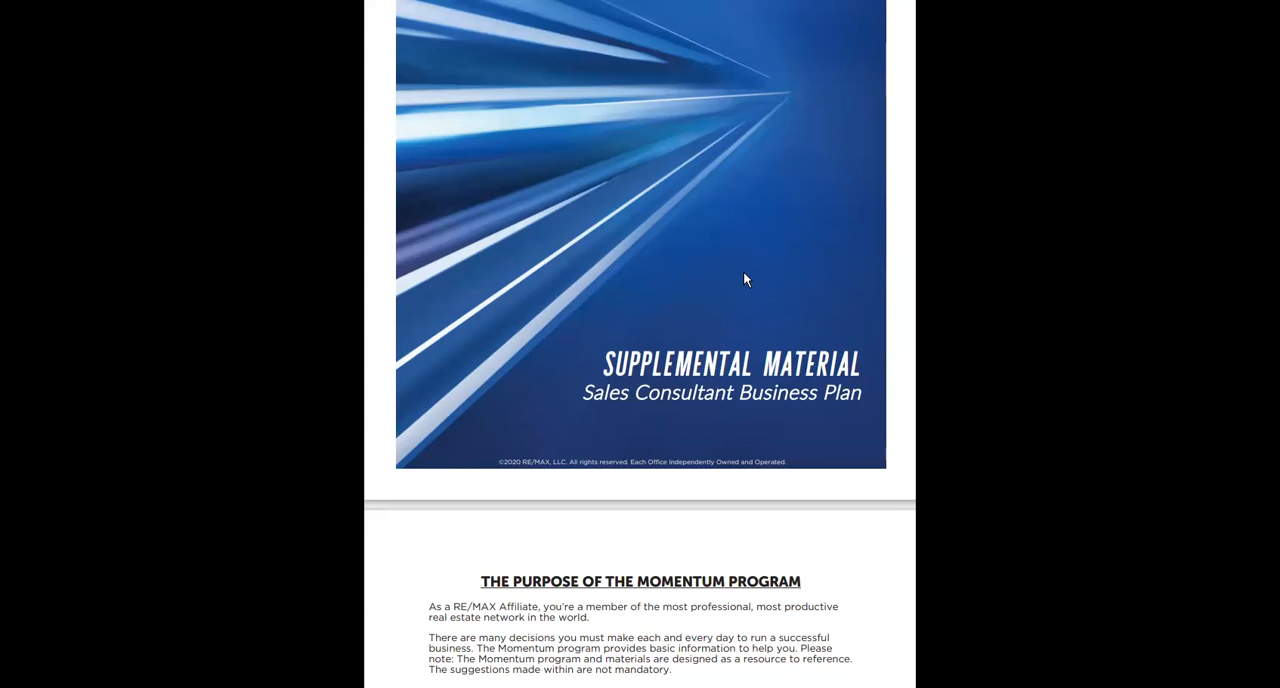 SUPPLEMENTAL MATERIAL
Sales Consultant Business Plan
©2020 RE/MAX, LLC. All rights reserved. Each Office Independently Owned and Operated.
THE PURPOSE OF THE MOMENTUM PROGRAM
As a RE/MAX Affiliate, you're a member of the most professional, most productive
real estate network in the world.
There are many decisions you must make each and every day to run a successful
business. The Momentum program provides basic information to help you. Please
note: The Momentum program and materials are designed as a resource to reference.
The suggestions made within are not mandatory.